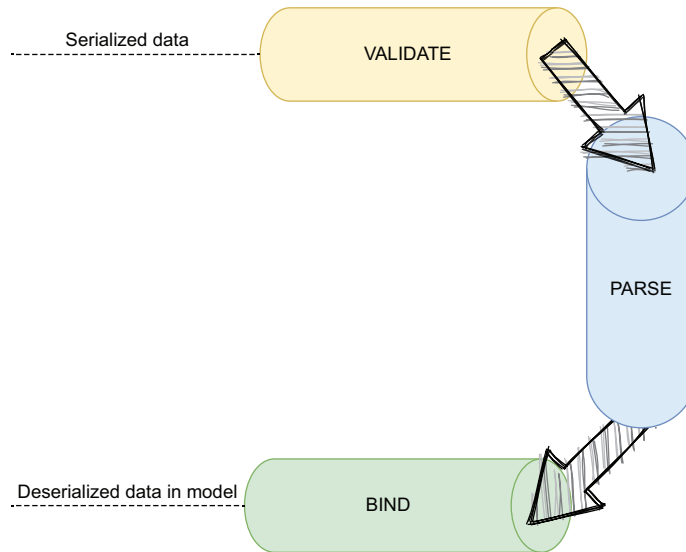 Serialized data
VALIDATE
PARSE
Deserialized data in model
BIND